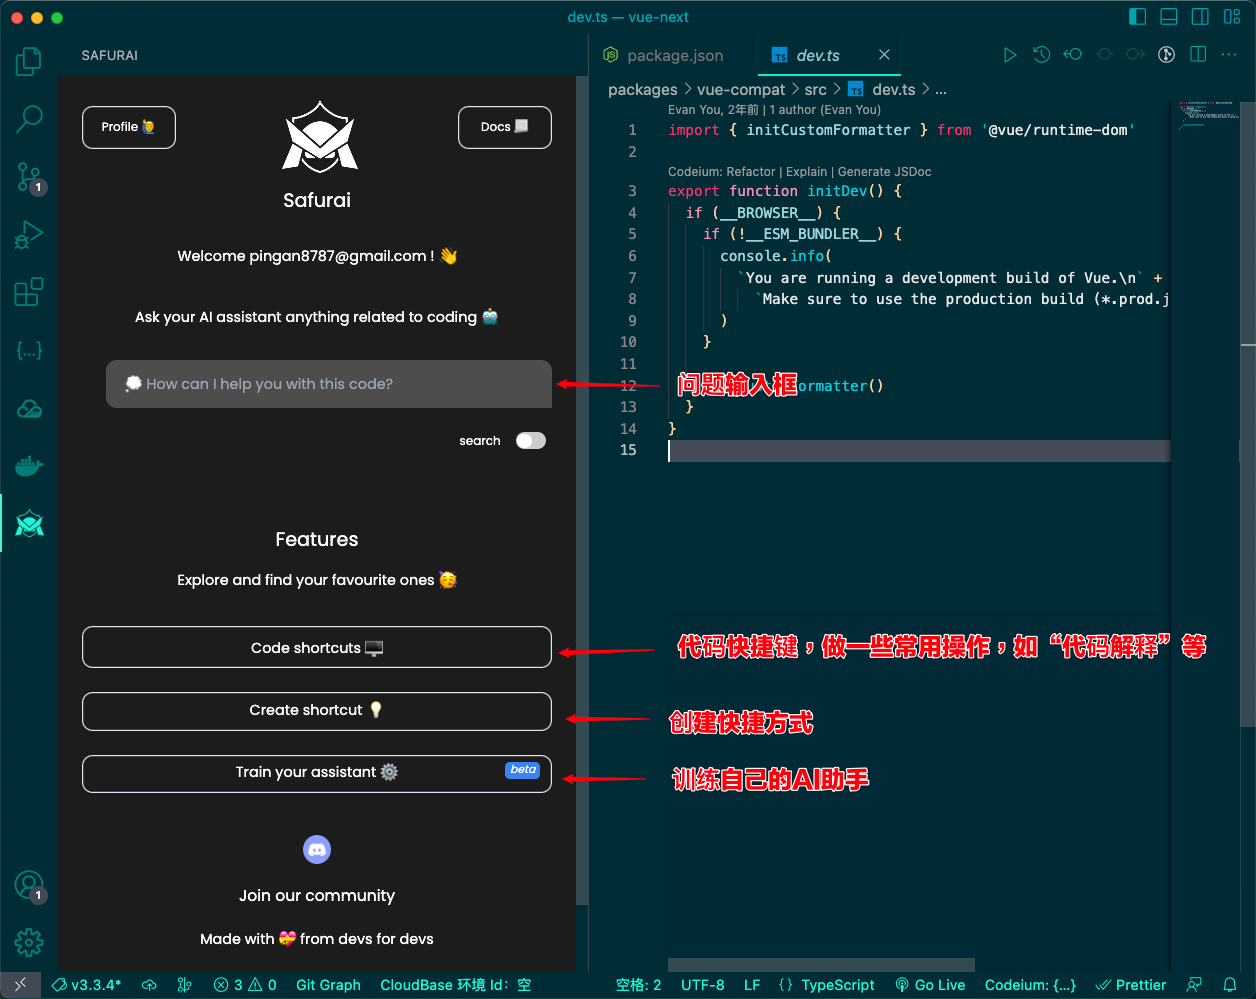 dev.ts — vue-next
SAFURAI
Profile 🙋
Docs 📃
Safurai
Welcome pingan8787@gmail.com ! 👋
Ask your AI assistant anything related to coding 🤖
💭 How can I help you with this code?
search
Features
Explore and find your favourite ones 🥳
Code shortcuts 🖥️
Create shortcut 💡
Train your assistant ⚙️
beta
Join our community
Made with 💝 from devs for devs
1
1
package.json
TS dev.ts
packages > vue-compat > src > TS dev.ts > ...
Evan You, 2年前 | 1 author (Evan You)
1 import { initCustomFormatter } from '@vue/runtime-dom'
2
Codeium: Refactor | Explain | Generate JSDoc
3 export function initDev() {
4 if (__BROWSER__) {
5 if (!__ESM_BUNDLER__) {
6 console.info(
7 `You are running a development build of Vue.\n` +
8 `Make sure to use the production build (*.prod.j
9 )
10 }
11
12 ormatter()
13 }
14 }
15
问题输入框
代码快捷键，做一些常用操作，如“代码解释”等
创建快捷方式
训练自己的AI助手
v3.3.4* 3 0 Git Graph CloudBase 环境 Id：空 空格: 2 UTF-8 LF {} TypeScript Go Live Codeium: {...} Prettier